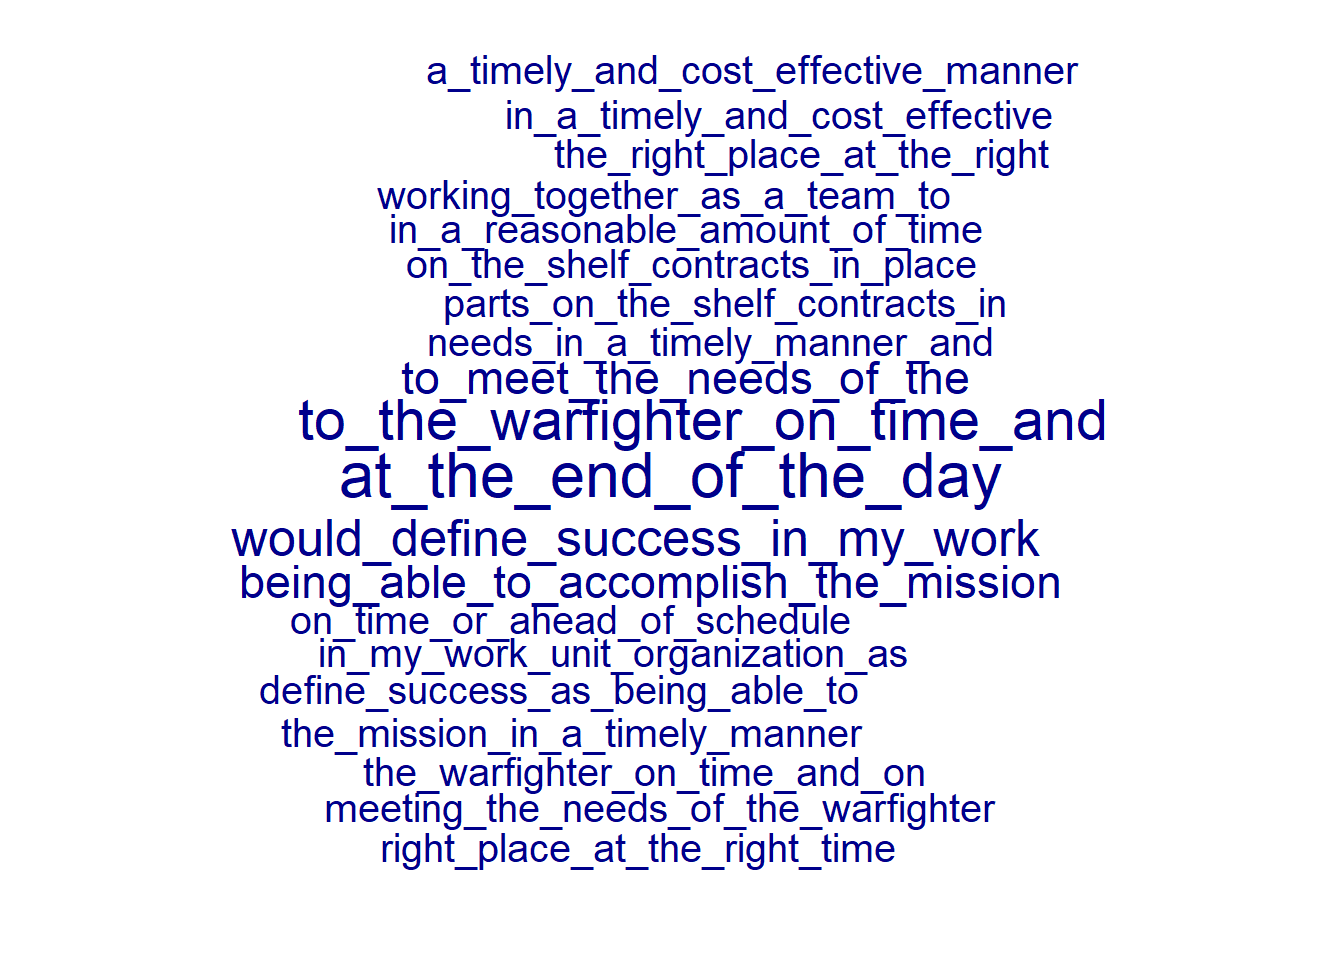 a_timely_and_cost_effective_manner
in_a_timely_and_cost_effective
the_right_place_at_the_right
working_together_as_a_team_to
in_a_reasonable_amount_of_time
on_the_shelf_contracts_in_place
parts_on_the_shelf_contracts_in
needs_in_a_timely_manner_and
to_meet_the_needs_of_the
to_the_warfighter_on_time_and
at_the_end_of_the_day
would_define_success_in_my_work
being_able_to_accomplish_the_mission
on_time_or_ahead_of_schedule
in_my_work_unit_organization_as
define_success_as_being_able_to
the_mission_in_a_timely_manner
the_warfighter_on_time_and_on
meeting_the_needs_of_the_warfighter
right_place_at_the_right_time